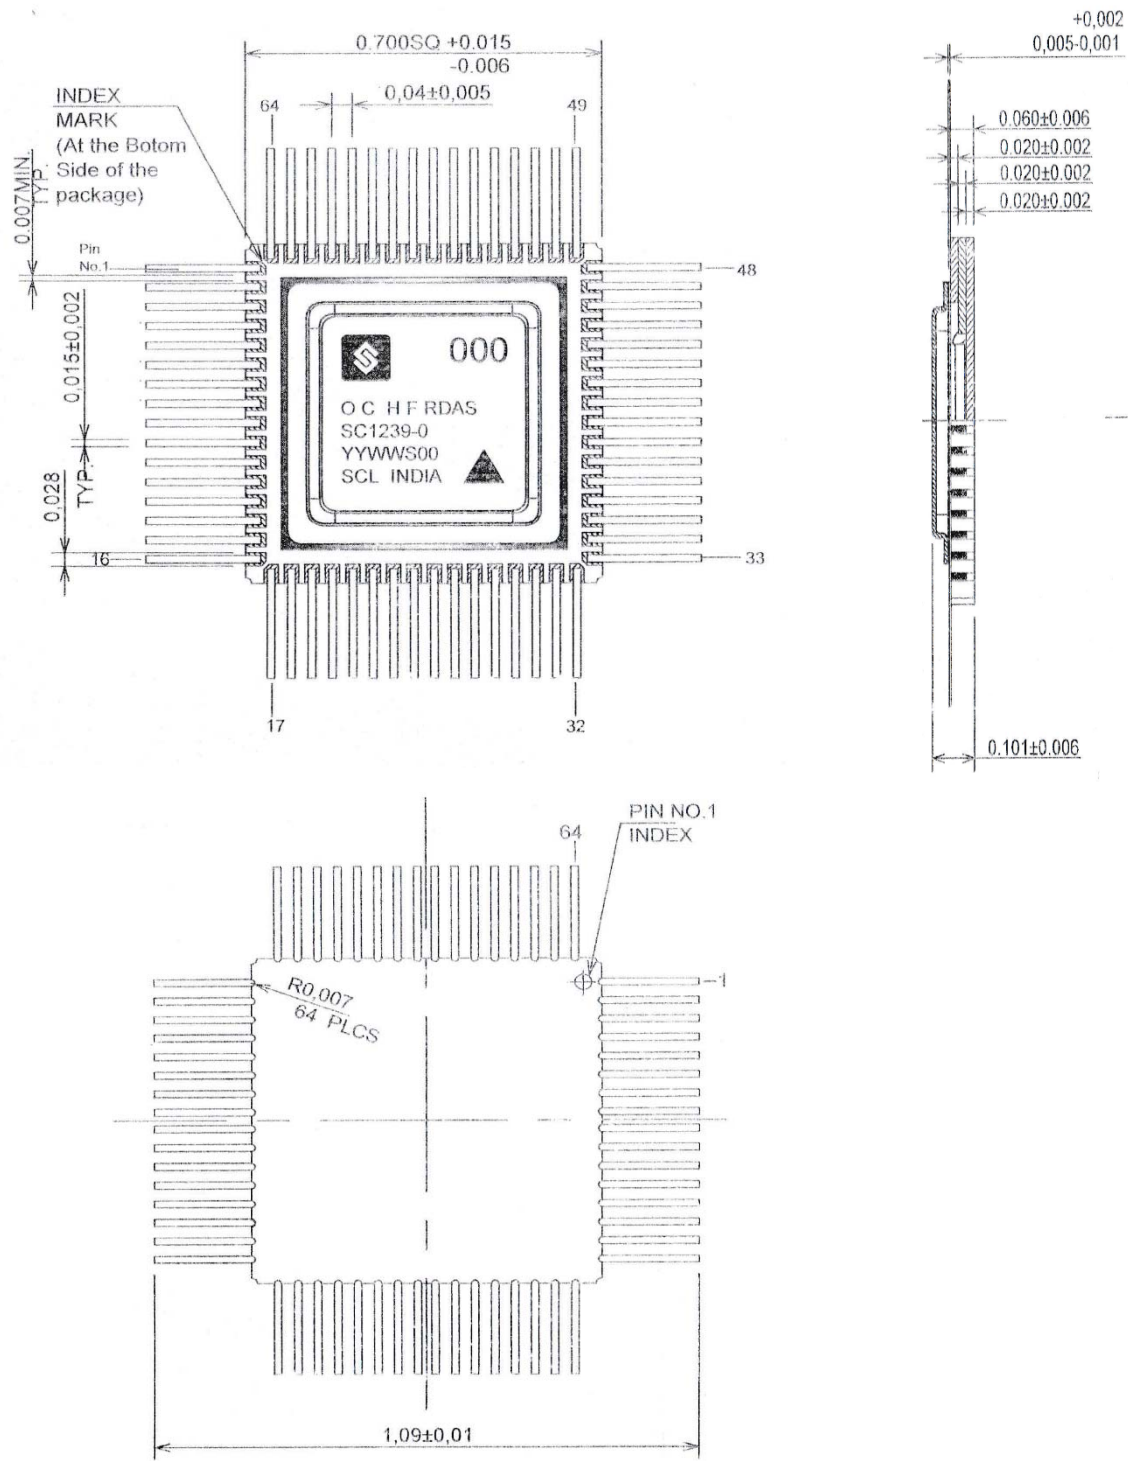 0.700SQ +0.015
-0.006
0,04±0,005
64
49
INDEX
MARK
(At the Botom
Side of the
package)
0.007MIN.
Pin
No.1
48
0,015±0,002
TYP.
0,028
16
33
17
32
000
O C H F RDAS
SC1239-0
YYWWS00
SCL INDIA
+0,002
0,005-0,001
0.060±0.006
0.020±0.002
0.020±0.002
0.020±0.002
0.101±0.006
PIN NO.1
INDEX
64
1
R0,007
64 PLCS
1,09±0,01